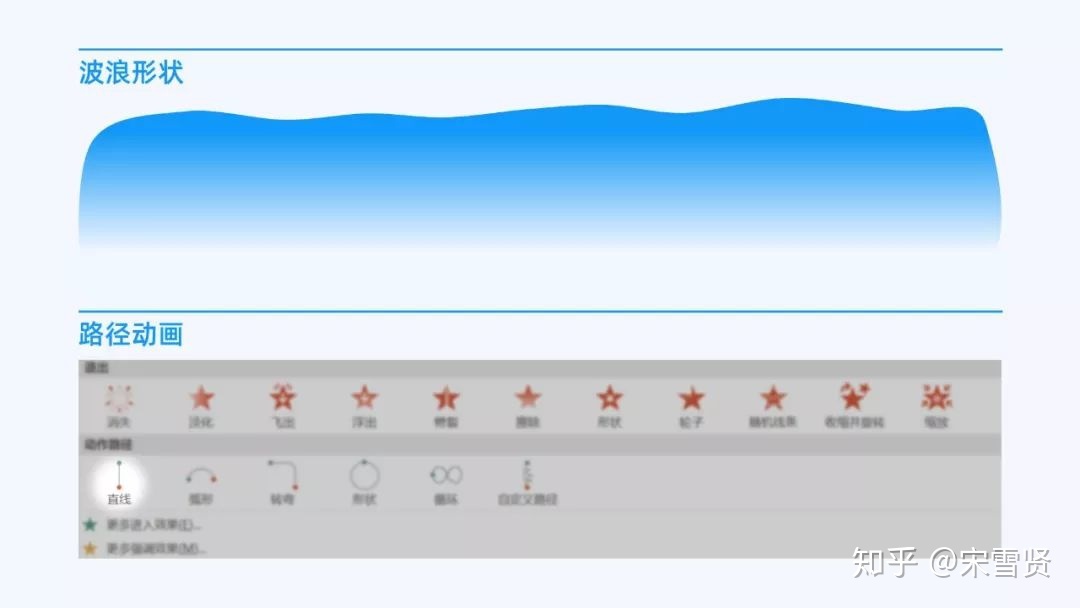 波浪形状
路径动画
退出
消失 淡化 飞出 浮出 劈裂 擦除 形状 轮子 随机线条 收缩并旋转 缩放
动作路径
直线 弧形 转弯 形状 循环 自定义路径
更多进入效果(E)...
更多强调效果(M)...
知乎 @宋雪贤